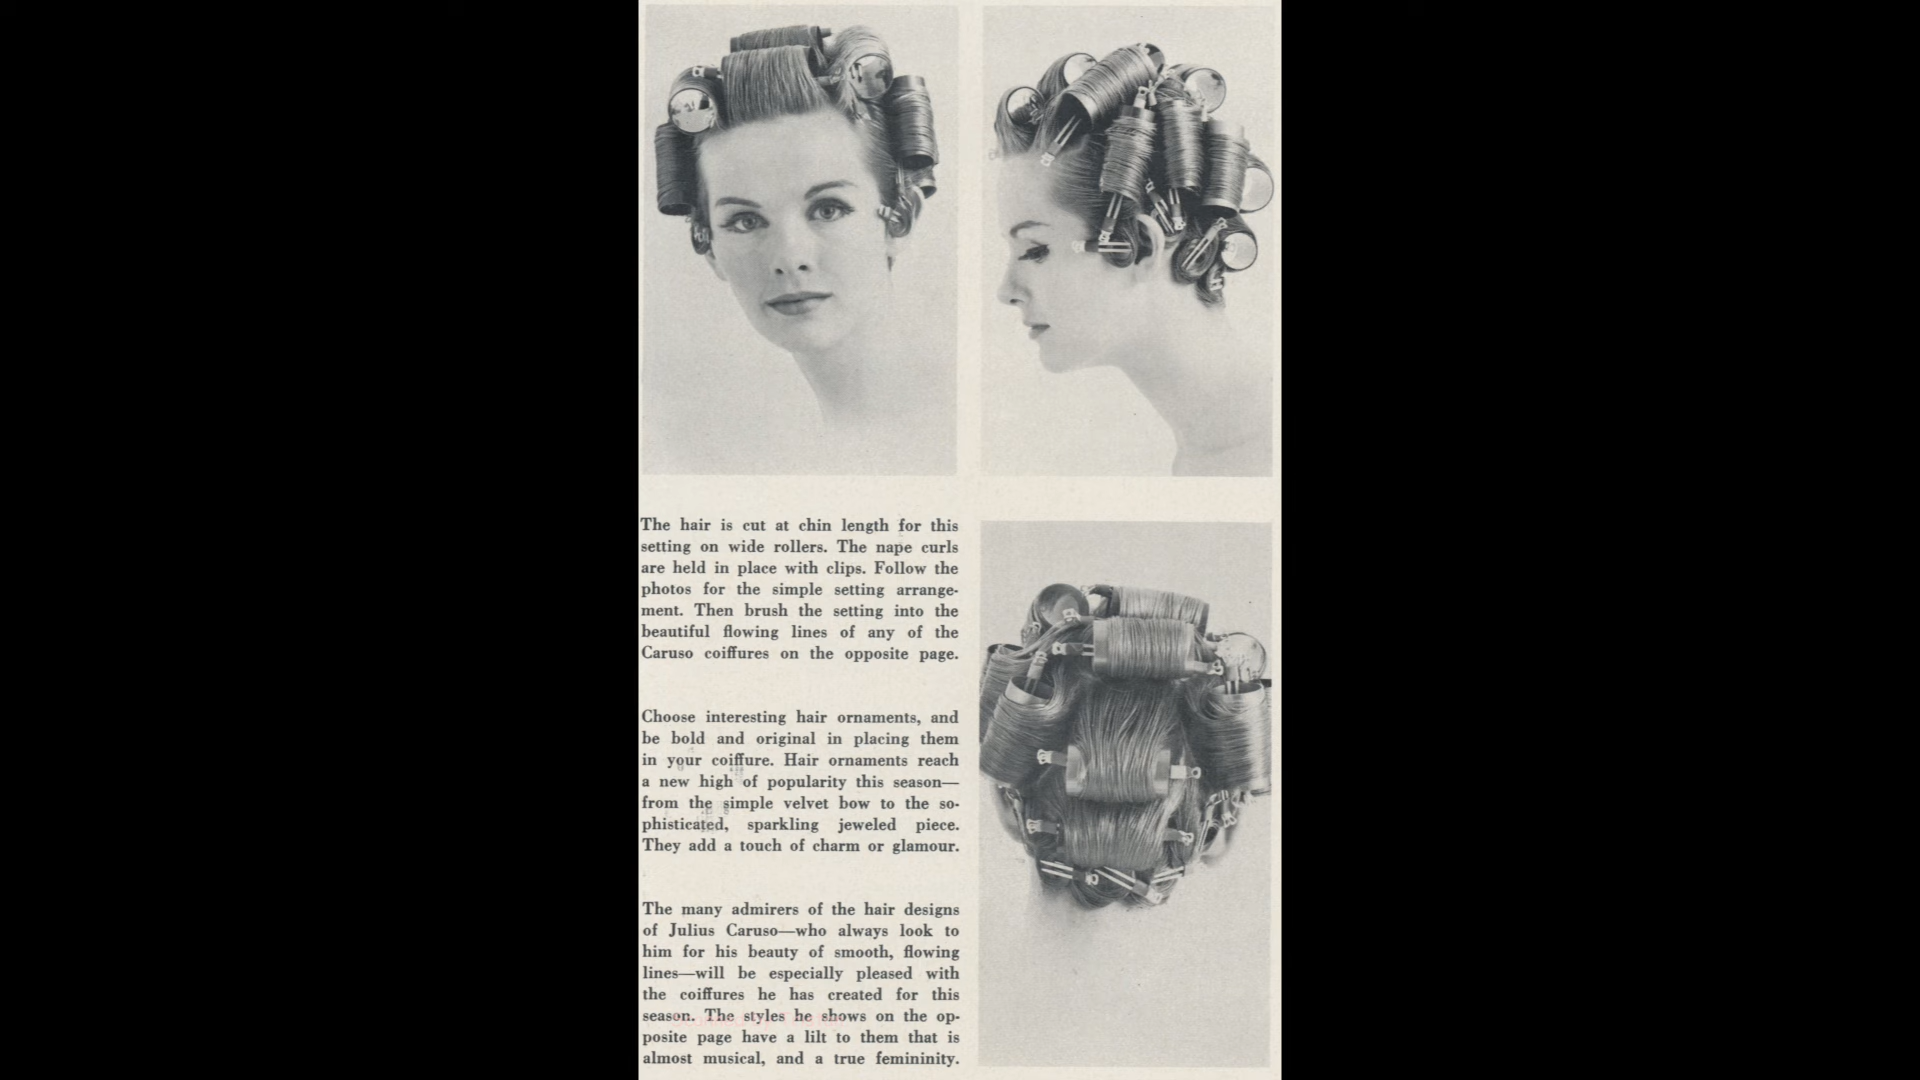 The hair is cut at chin length for this
setting on wide rollers. The nape curls
are held in place with clips. Follow the
photos for the simple setting arrange-
ment. Then brush the setting into the
beautiful flowing lines of any of the
Caruso coiffures on the opposite page.
Choose interesting hair ornaments, and
be bold and original in placing them
in your coiffure. Hair ornaments reach
a new high of popularity this season—
from the simple velvet bow to the so-
phisticated, sparkling jeweled piece.
They add a touch of charm or glamour.
The many admirers of the hair designs
of Julius Caruso—who always look to
him for his beauty of smooth, flowing
lines—will be especially pleased with
the coiffures he has created for this
season. The styles he shows on the op-
posite page have a lilt to them that is
almost musical, and a true femininity.